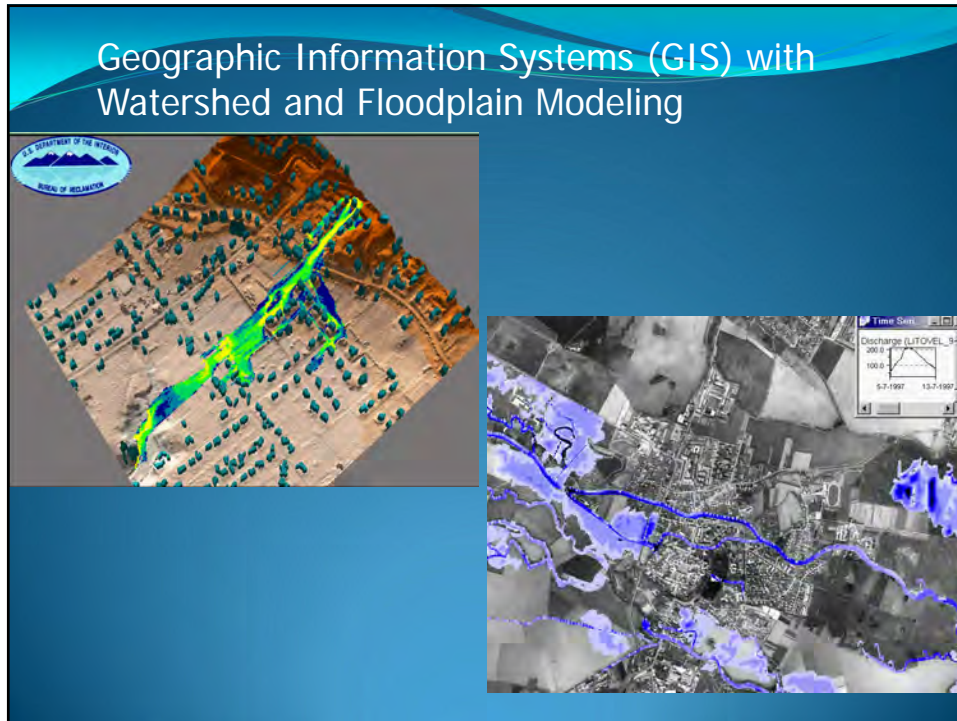 Geographic Information Systems (GIS) with
Watershed and Floodplain Modeling
U.S. DEPARTMENT OF THE INTERIOR
BUREAU OF RECLAMATION
Time Seri
Discharge (LITOVEL_9
200.0
100.0
5-7-1997 13-7-1997